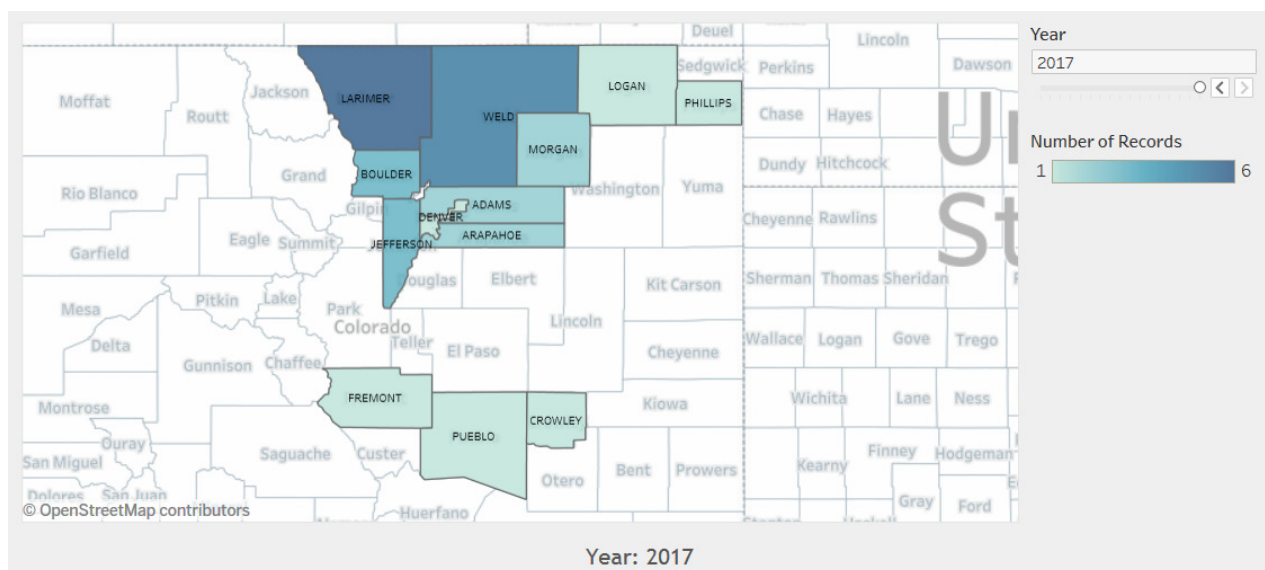 Deuel
Lincoln
Sedgwick
Perkins
Dawson
Moffat
Routt
Jackson
LARIMER
WELD
LOGAN
PHILLIPS
Chase
Hayes
MORGAN
BOULDER
Grand
Rio Blanco
Washington
Yuma
Dundy
Hitchcock
Un
St
Gilpin
DENVER
ADAMS
Cheyenne
Rawlins
Eagle
Summit
JEFFERSON
ARAPAHOE
Garfield
Douglas
Elbert
Kit Carson
Sherman
Thomas
Sheridan
Mesa
Pitkin
Lake
Park
Colorado
Lincoln
Delta
Gunnison
Chaffee
Teller
El Paso
Cheyenne
Wallace
Logan
Gove
Trego
Montrose
FREMONT
PUEBLO
CROWLEY
Kiowa
Wichita
Lane
Ness
Ouray
San Miguel
Saguache
Custer
Otero
Bent
Prowers
Kearny
Finney
Hodgeman
Dolores
San Juan
Huerfano
Gray
Ford
© OpenStreetMap contributors
Year
2017
Number of Records
1 6
Year: 2017